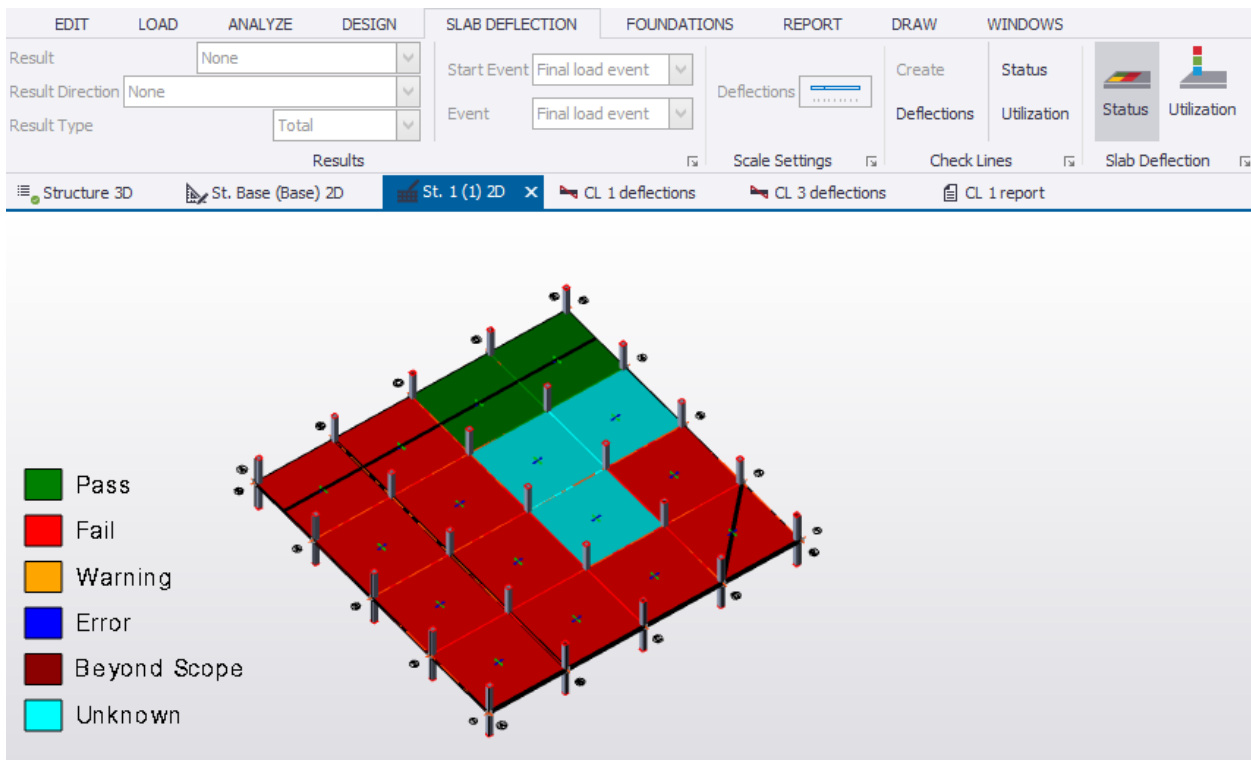 EDIT LOAD ANALYZE DESIGN SLAB DEFLECTION FOUNDATIONS REPORT DRAW WINDOWS
Result None
Result Direction None
Result Type Total
Results
Start Event Final load event
Event Final load event
Deflections
Scale Settings
Create Status
Deflections Utilization
Check Lines
Status Utilization
Slab Deflection
Structure 3D St. Base (Base) 2D St. 1 (1) 2D CL 1 deflections CL 3 deflections CL 1 report
Pass
Fail
Warning
Error
Beyond Scope
Unknown